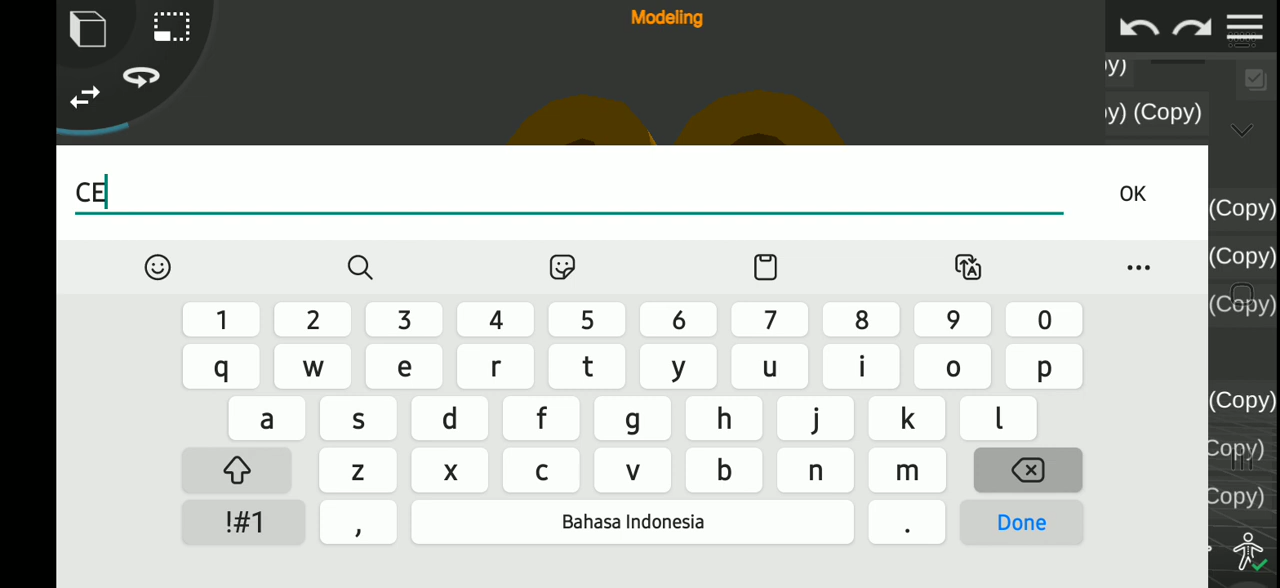 Modeling
y)
y) (Copy)
CE
OK
(Copy)
(Copy)
(Copy)
1 2 3 4 5 6 7 8 9 0
q w e r t y u i o p
a s d f g h j k l
(Copy)
z x c v b n m
Copy)
Copy)
!#1 , Bahasa Indonesia . Done